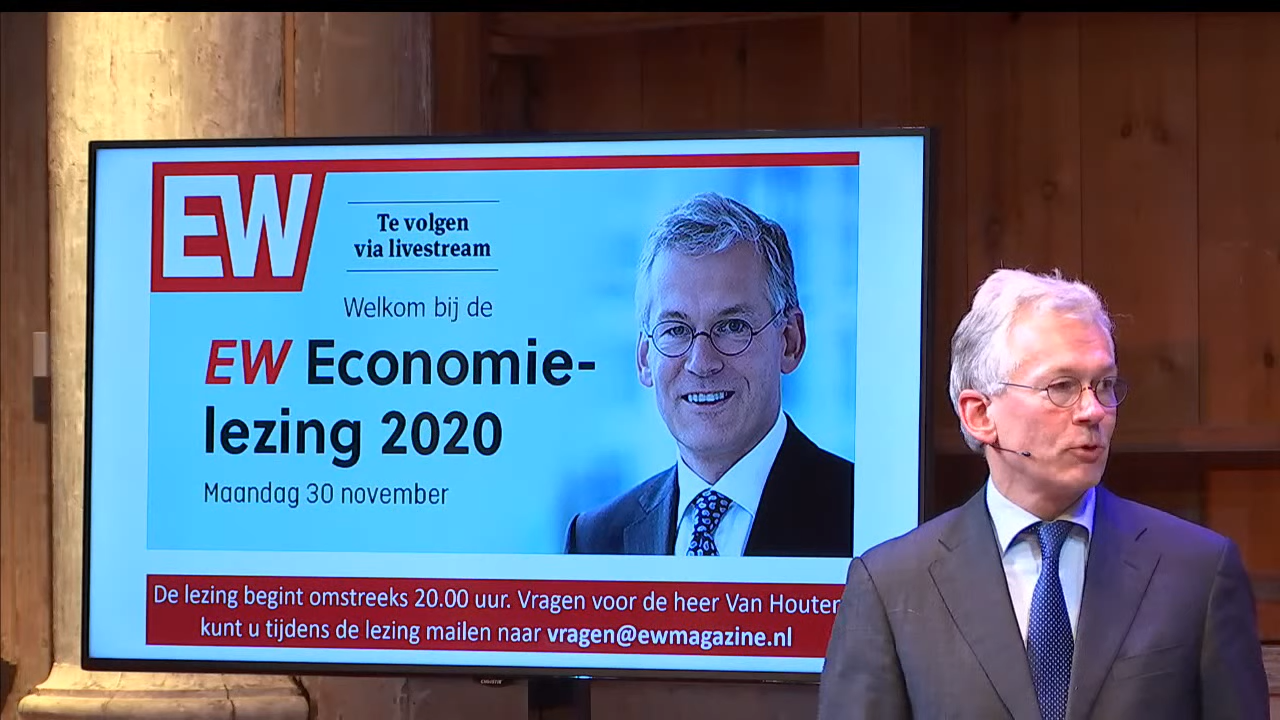 EW
Te volgen
via livestream
Welkom bij de
EW Economie-
lezing 2020
Maandag 30 november
De lezing begint omstreeks 20.00 uur. Vragen voor de heer Van Houten
kunt u tijdens de lezing mailen naar vragen@ewmagazine.nl